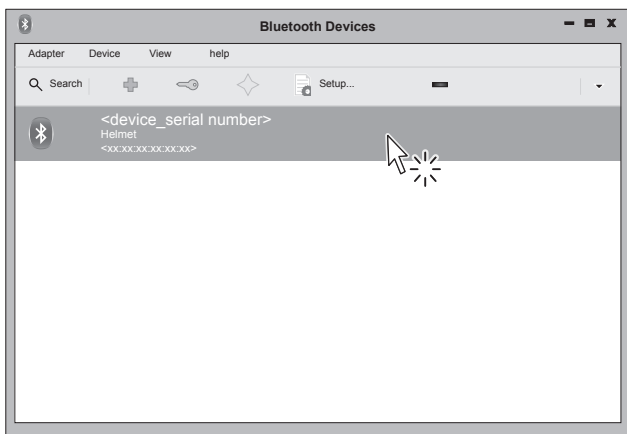 Bluetooth Devices
Adapter Device View help
Search Setup...
<device_serial number>
Helmet
<xx:xx:xx:xx:xx:xx>